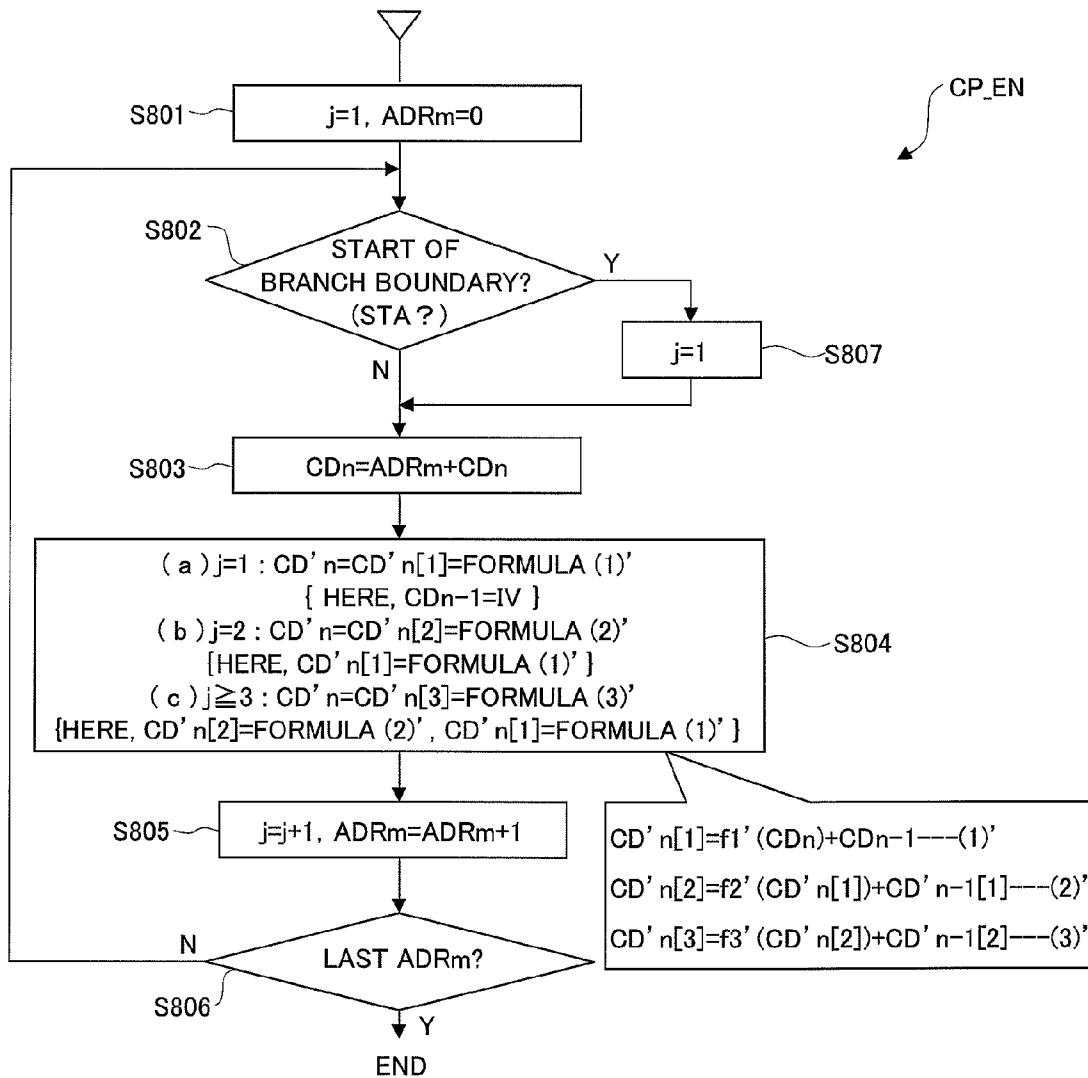 CP_EN
S801
j=1, ADRm=0
S802
START OF
BRANCH BOUNDARY?
(STA?)
Y
N
j=1
S807
S803
CDn=ADRm+CDn
(a) j=1 : CD'n=CD'n[1]=FORMULA (1)'
{ HERE, CDn-1=IV }
(b) j=2 : CD'n=CD'n[2]=FORMULA (2)'
{HERE, CD'n[1]=FORMULA (1)' }
(c) j≧3 : CD'n=CD'n[3]=FORMULA (3)'
{HERE, CD'n[2]=FORMULA (2)', CD'n[1]=FORMULA (1)' }
S804
S805
j=j+1, ADRm=ADRm+1
CD'n[1]=f1'(CDn)+CDn-1---(1)'
CD'n[2]=f2'(CD'n[1])+CD'n-1[1]---(2)'
CD'n[3]=f3'(CD'n[2])+CD'n-1[2]---(3)'
N
LAST ADRm?
S806
Y
END